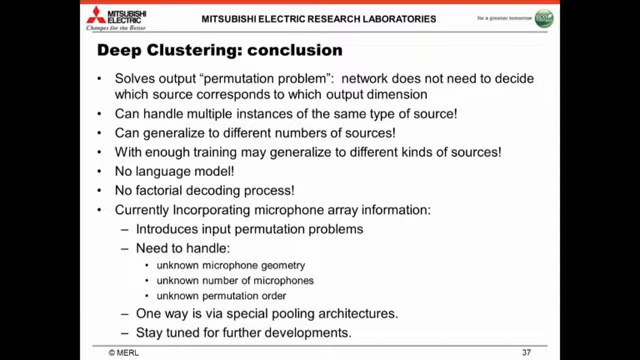 MITSUBISHI
ELECTRIC
Changes for the Better
MITSUBISHI ELECTRIC RESEARCH LABORATORIES
for a greener tomorrow
Deep Clustering: conclusion
• Solves output “permutation problem”: network does not need to decide
which source corresponds to which output dimension
• Can handle multiple instances of the same type of source!
• Can generalize to different numbers of sources!
• With enough training may generalize to different kinds of sources!
• No language model!
• No factorial decoding process!
• Currently Incorporating microphone array information:
– Introduces input permutation problems
– Need to handle:
• unknown microphone geometry
• unknown number of microphones
• unknown permutation order
– One way is via special pooling architectures.
– Stay tuned for further developments.
© MERL
37